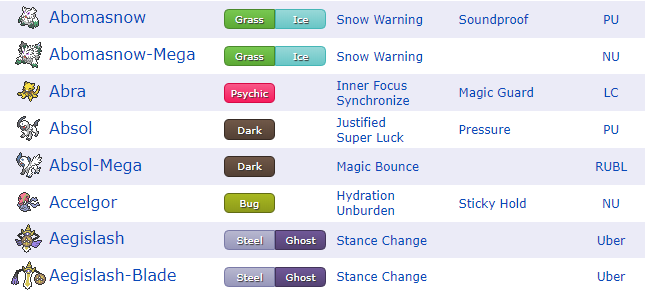 Abomasnow Grass Ice Snow Warning Soundproof PU
Abomasnow-Mega Grass Ice Snow Warning NU
Abra Psychic Inner Focus Magic Guard LC
Synchronize
Absol Dark Justified Pressure PU
Super Luck
Absol-Mega Dark Magic Bounce RUBL
Accelgor Bug Hydration Sticky Hold NU
Unburden
Aegislash Steel Ghost Stance Change Uber
Aegislash-Blade Steel Ghost Stance Change Uber